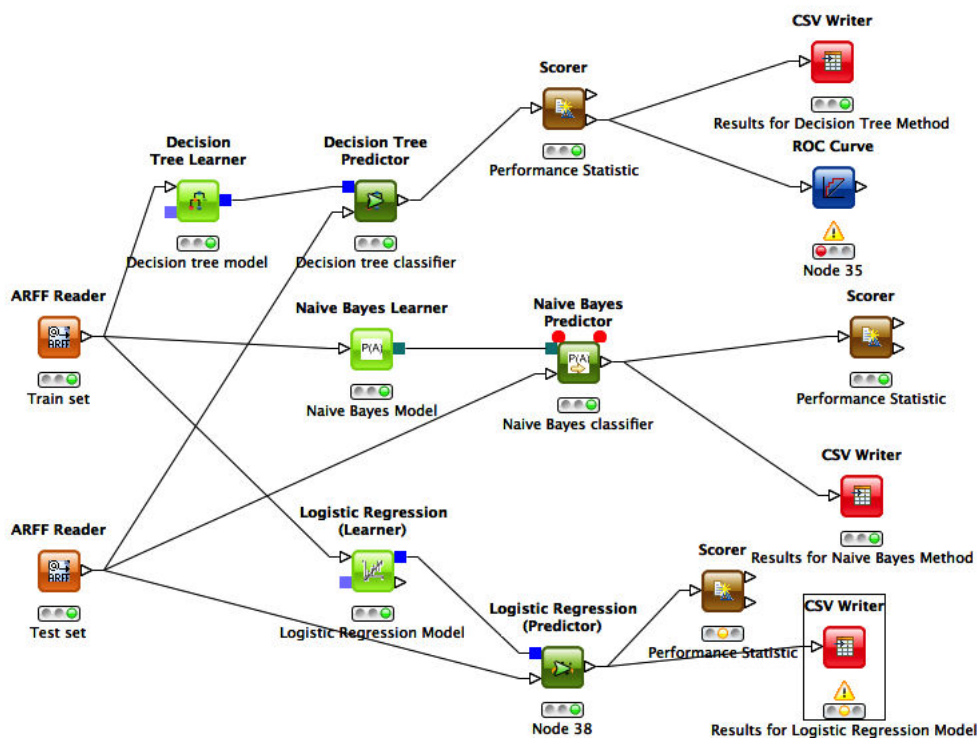 CSV Writer
Results for Decision Tree Method
Scorer
Performance Statistic
ROC Curve
Node 35
Decision
Tree Learner
Decision tree model
Decision Tree
Predictor
Decision tree classifier
ARFF Reader
ARFF
Train set
Naive Bayes Learner
P(A)
Naive Bayes Model
Naive Bayes
Predictor
P(A)
Naive Bayes classifier
Scorer
Performance Statistic
CSV Writer
Results for Naive Bayes Method
ARFF Reader
ARFF
Test set
Logistic Regression
(Learner)
Logistic Regression Model
Logistic Regression
(Predictor)
Node 38
Scorer
Performance Statistic
CSV Writer
Results for Logistic Regression Model